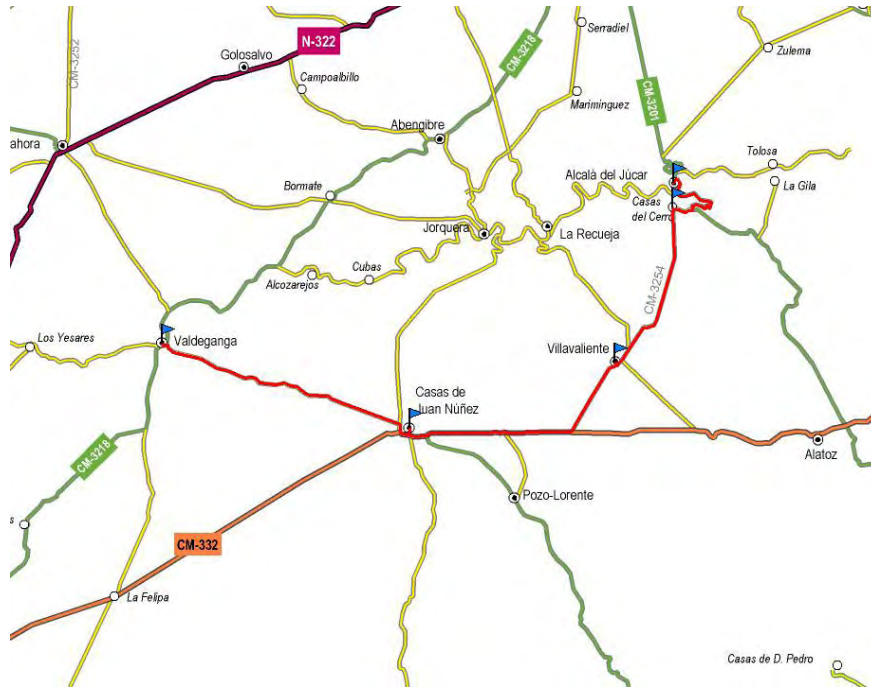 Serradiel
N-322
CM-3218
CM-3252
Golosalvo
Zulema
Campoalbillo
Mariminguez
CM-3201
Abengibre
ahora
Tolosa
Alcalá del Júcar
La Gila
Bormate
Casas
del Cerro
Jorquera
La Recueja
Cubas
Alcozarejos
CM-3254
Los Yesares
Valdeganga
Villavaliente
Casas de
Juan Núñez
CM-3218
Alatoz
Pozo-Lorente
s
CM-332
La Felipa
Casas de D. Pedro